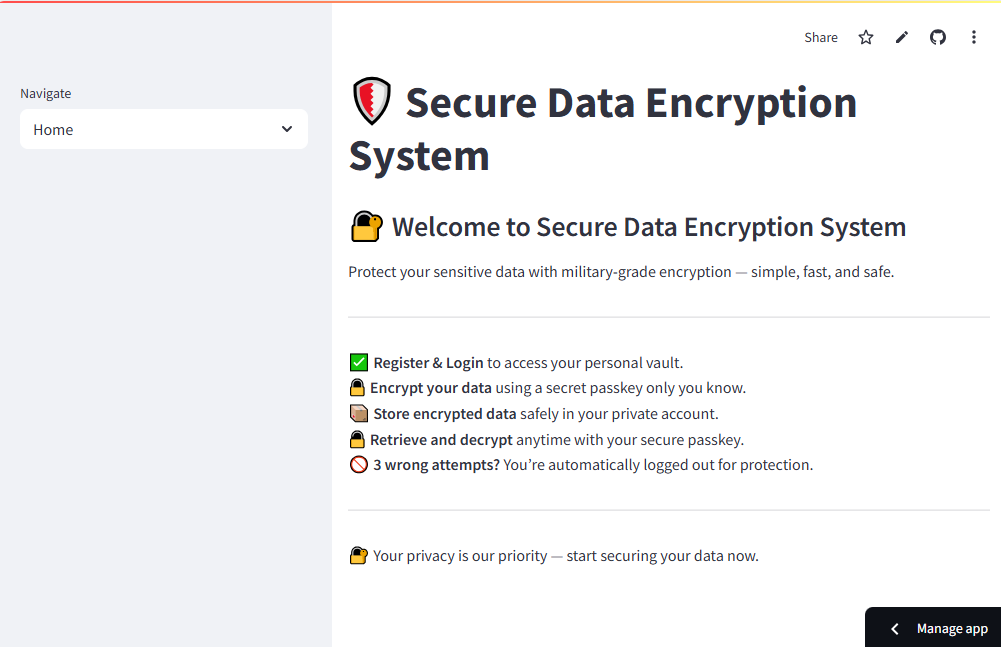 Share
Navigate
Home
Secure Data Encryption
System
Welcome to Secure Data Encryption System
Protect your sensitive data with military-grade encryption — simple, fast, and safe.
Register & Login to access your personal vault.
Encrypt your data using a secret passkey only you know.
Store encrypted data safely in your private account.
Retrieve and decrypt anytime with your secure passkey.
3 wrong attempts? You’re automatically logged out for protection.
Your privacy is our priority — start securing your data now.
Manage app